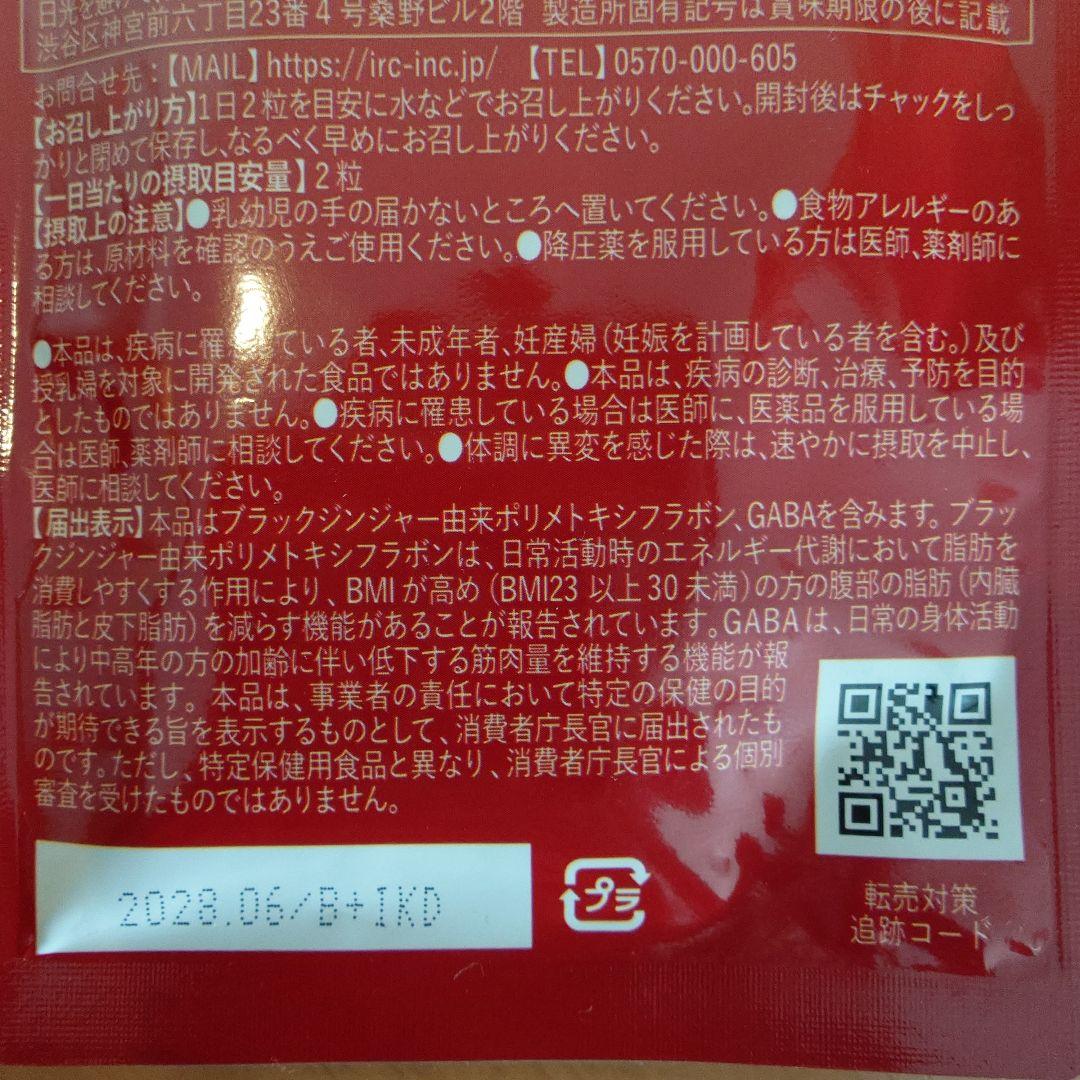 日光を避けて
渋谷区神宮前六丁目23番4号桑野ビル2階 製造所固有記号は賞味期限の後に記載
お問合せ先:【MAIL】https://irc-inc.jp/ 【TEL】0570-000-605
【お召し上がり方】1日2粒を目安に水などでお召し上がりください。開封後はチャックをしっ
かりと閉めて保存し、なるべく早めにお召し上がりください。
【一日当たりの摂取目安量】2粒
【摂取上の注意】●乳幼児の手の届かないところへ置いてください。●食物アレルギーのあ
る方は、原材料を確認のうえご使用ください。●降圧薬を服用している方は医師、薬剤師に
相談してください。
●本品は、疾病に罹 ている者、未成年者、妊産婦(妊娠を計画している者を含む。)及び
授乳婦を対象に開発された食品ではありません。●本品は、疾病の診断、治療、予防を目的
としたものではありません。●疾病に罹患している場合は医師に、医薬品を服用している場
合は医師、薬剤師に相談してください。●体調に異変を感じた際は、速やかに摂取を中止し、
医師に相談してください。
【届出表示】本品はブラックジンジャー由来ポリメトキシフラボン、GABAを含みます。ブラッ
クジンジャー由来ポリメトキシフラボンは、日常活動時のエネルギー代謝において脂肪を
消費しやすくする作用により、BMIが高め(BMI23以上30未満)の方の腹部の脂肪(内臓
脂肪と皮下脂肪)を減らす機能があることが報告されています。GABAは、日常の身体活動
により中高年の方の加齢に伴い低下する筋肉量を維持する機能が報
告されています。本品は、事業者の責任において特定の保健の目的
が期待できる旨を表示するものとして、消費者庁長官に届出されたも
のです。ただし、特定保健用食品と異なり、消費者庁長官による個別
審査を受けたものではありません。
2028.06/B+IKD
プラ
転売対策
追跡コード